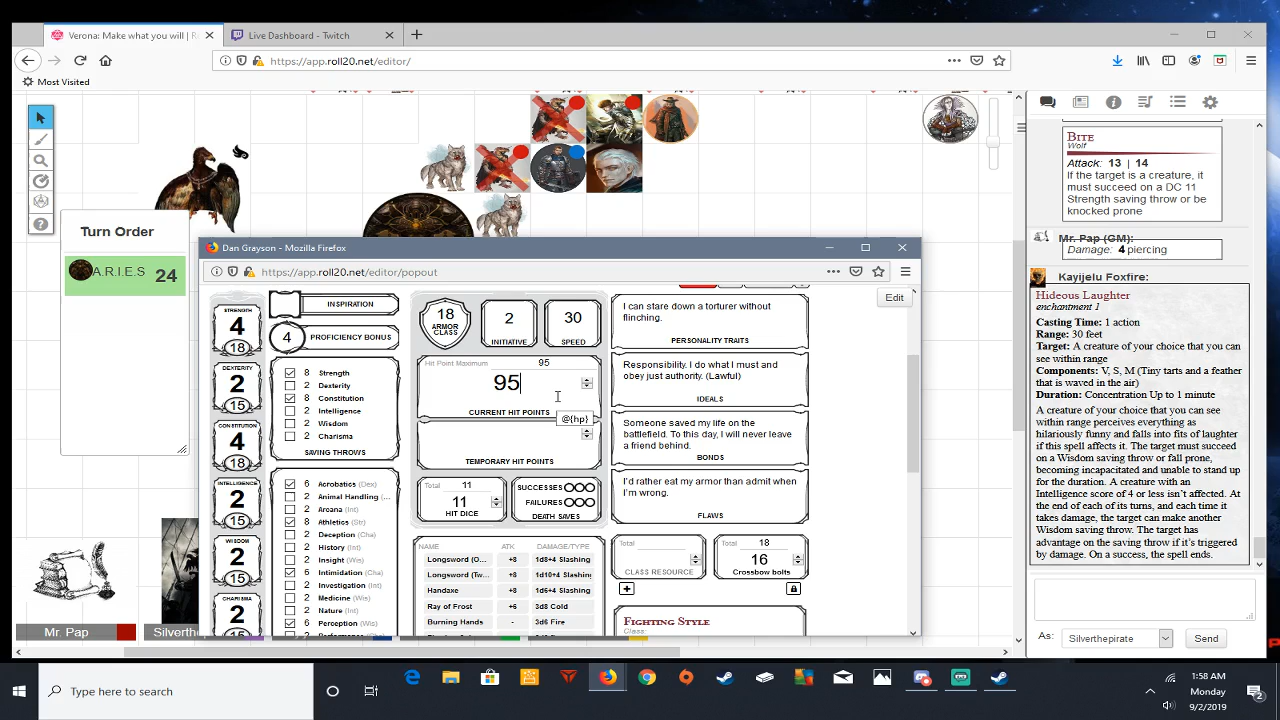 Verona: Make what you will | R
Live Dashboard - Twitch
https://app.roll20.net/editor/
Most Visited
Turn Order
A.R.I.E.S 24
Dan Grayson - Mozilla Firefox
https://app.roll20.net/editor/popout
Edit
INSPIRATION
4 PROFICIENCY BONUS
STRENGTH
4
18
DEXTERITY
2
15
CONSTITUTION
4
18
INTELLIGENCE
2
15
WISDOM
2
15
CHARISMA
2
8 Strength
2 Dexterity
8 Constitution
2 Intelligence
2 Wisdom
2 Charisma
SAVING THROWS
6 Acrobatics (Dex)
2 Animal Handling (...
2 Arcana (Int)
8 Athletics (Str)
2 Deception (Cha)
2 History (Int)
2 Insight (Wis)
6 Intimidation (Cha)
2 Investigation (Int)
2 Medicine (Wis)
2 Nature (Int)
6 Perception (Wis)
18
ARMOR
CLASS
2
INITIATIVE
30
SPEED
Hit Point Maximum 95
95
CURRENT HIT POINTS
@{hp}
TEMPORARY HIT POINTS
Total 11
11
HIT DICE
SUCCESSES
FAILURES
DEATH SAVES
NAME ATK DAMAGE/TYPE
Longsword (O... +8 1d8+4 Slashing
Longsword (Tw... +8 1d10+4 Slashing
Handaxe +8 1d6+4 Slashing
Ray of Frost +6 3d8 Cold
Burning Hands - 3d6 Fire
I can stare down a torturer without
flinching.
PERSONALITY TRAITS
Responsibility. I do what I must and
obey just authority. (Lawful)
IDEALS
Someone saved my life on the
battlefield. To this day, I will never leave
a friend behind.
BONDS
I'd rather eat my armor than admit when
I'm wrong.
FLAWS
Total
CLASS RESOURCE
Total 18
16
Crossbow bolts
FIGHTING STYLE
Class:
BITE
Wolf
Attack: 13 | 14
If the target is a creature, it
must succeed on a DC 11
Strength saving throw or be
knocked prone
Mr. Pap (GM):
Damage: 4 piercing
Kayijelu Foxfire:
Hideous Laughter
enchantment 1
Casting Time: 1 action
Range: 30 feet
Target: A creature of your choice that you can
see within range
Components: V, S, M (Tiny tarts and a feather
that is waved in the air)
Duration: Concentration Up to 1 minute
A creature of your choice that you can see
within range perceives everything as
hilariously funny and falls into fits of laughter
if this spell affects it. The target must succeed
on a Wisdom saving throw or fall prone,
becoming incapacitated and unable to stand up
for the duration. A creature with an
Intelligence score of 4 or less isn't affected. At
the end of each of its turns, and each time it
takes damage, the target can make another
Wisdom saving throw. The target has
advantage on the saving throw if it's triggered
by damage. On a success, the spell ends.
As: Silverthepirate Send
Mr. Pap
Silverthe
Type here to search
1:58 AM
Monday
9/2/2019
2